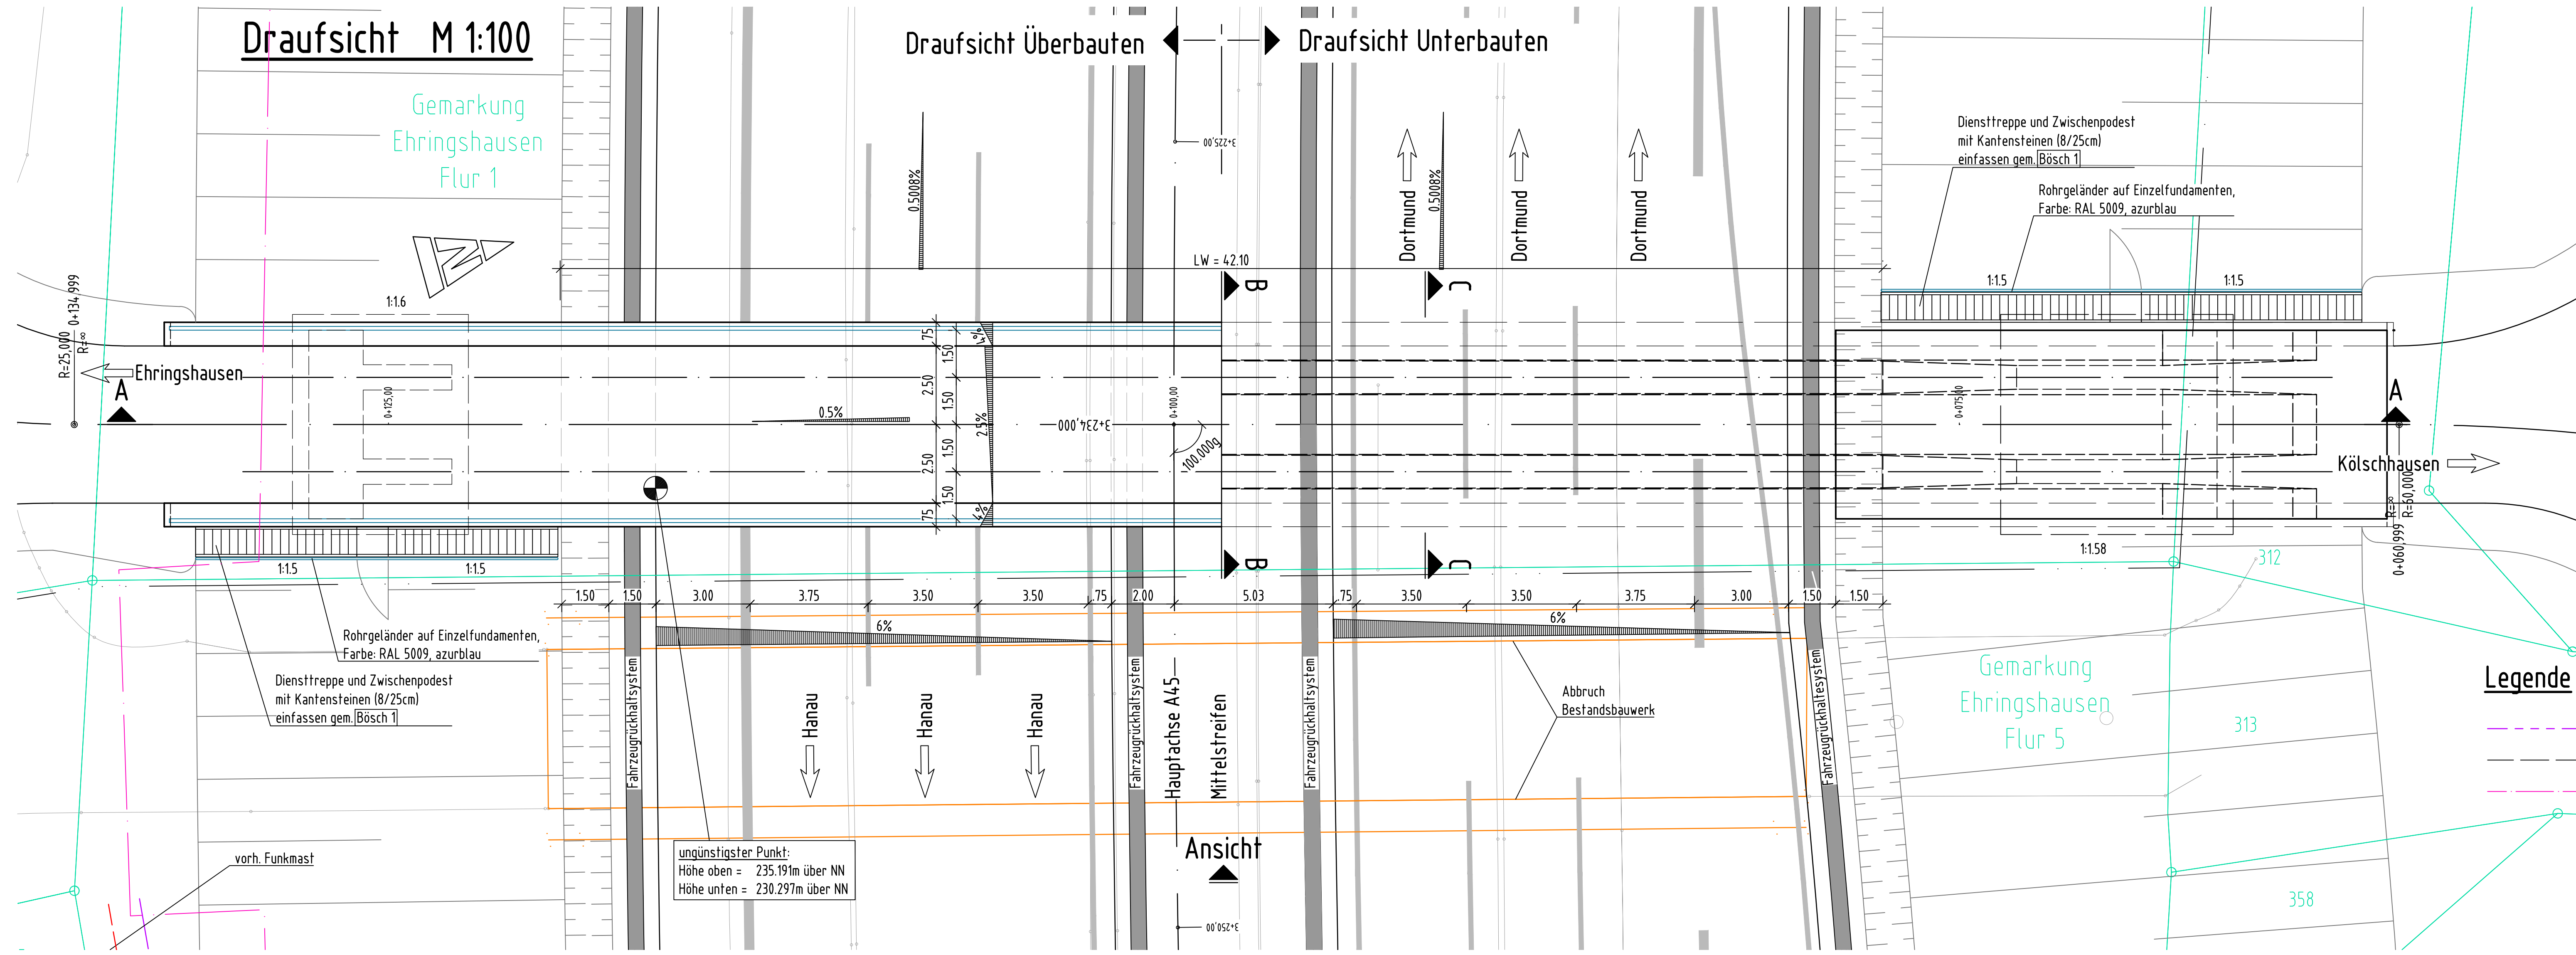 Draufsicht M 1:100
Draufsicht Überbauten
Draufsicht Unterbauten
Gemarkung
Ehringshausen
Flur 1
3+225,00
0.5008%
0.5008%
Dortmund
Dortmund
Dortmund
Diensttreppe und Zwischenpodest
mit Kantensteinen (8/25cm)
einfassen gem. Bösch 1
Rohrgeländer auf Einzelfundamenten,
Farbe: RAL 5009, azurblau
LW = 42.10
B
C
1:1.6
1:1.5
1:1.5
0+134,999
R=25,000
R=∞
Ehringshausen
A
0+125,00
0.5%
75
1.50
2.50
1.50
1.50
2.50
1.50
75
4%
2.5%
4%
3+234,000
0+100,00
100.000g
0+075,00
A
Kölschhausen
R=∞
R=60,000
0+060,999
1:1.5
1:1.5
B
C
1:1.58
312
1.50
1.50
3.00
3.75
3.50
3.50
.75
2.00
5.03
.75
3.50
3.50
3.75
3.00
1.50
1.50
6%
6%
Rohrgeländer auf Einzelfundamenten,
Farbe: RAL 5009, azurblau
Diensttreppe und Zwischenpodest
mit Kantensteinen (8/25cm)
einfassen gem. Bösch 1
Fahrzeugrückhaltsystem
Hanau
Hanau
Hanau
Fahrzeugrückhaltsystem
Hauptachse A45
Mittelstreifen
Fahrzeugrückhaltsystem
Abbruch
Bestandsbauwerk
Fahrzeugrückhaltesystem
Gemarkung
Ehringshausen
Flur 5
313
Legende
vorh. Funkmast
ungünstigster Punkt:
Höhe oben = 235.191m über NN
Höhe unten = 230.297m über NN
Ansicht
3+250,00
358